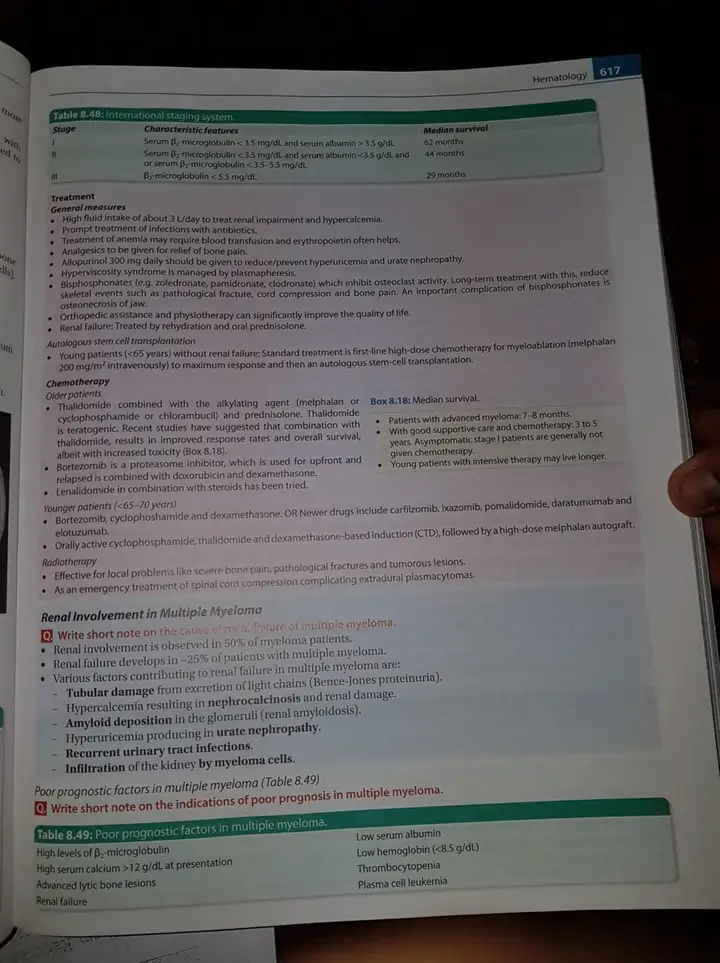 Hematology 617
more
with
ed to
one
ells)
um
Table 8.48: International staging system.
Stage Characteristic features Median survival
I Serum β2-microglobulin < 3.5 mg/dL and serum albumin > 3.5 g/dL 62 months
II Serum β2-microglobulin < 3.5 mg/dL and serum albumin <3.5 g/dL and 44 months
or serum β2-microglobulin < 3.5–5.5 mg/dL
III β2-microglobulin < 5.5 mg/dL 29 months
Treatment
General measures
• High fluid intake of about 3 L/day to treat renal impairment and hypercalcemia.
• Prompt treatment of infections with antibiotics.
• Treatment of anemia may require blood transfusion and erythropoietin often helps.
• Analgesics to be given for relief of bone pain.
• Allopurinol 300 mg daily should be given to reduce/prevent hyperuricemia and urate nephropathy.
• Hyperviscosity syndrome is managed by plasmapheresis.
• Bisphosphonates (e.g. zoledronate, pamidronate, clodronate) which inhibit osteoclast activity. Long-term treatment with this, reduce
skeletal events such as pathological fracture, cord compression and bone pain. An important complication of bisphosphonates is
osteonecrosis of jaw.
• Orthopedic assistance and physiotherapy can significantly improve the quality of life.
• Renal failure: Treated by rehydration and oral prednisolone.
Autologous stem cell transplantation
• Young patients (<65 years) without renal failure: Standard treatment is first-line high-dose chemotherapy for myeloablation (melphalan
200 mg/m2 intravenously) to maximum response and then an autologous stem-cell transplantation.
Chemotherapy
Older patients
• Thalidomide combined with the alkylating agent (melphalan or
cyclophosphamide or chlorambucil) and prednisolone. Thalidomide
is teratogenic. Recent studies have suggested that combination with
thalidomide, results in improved response rates and overall survival,
albeit with increased toxicity (Box 8.18).
• Bortezomib is a proteasome inhibitor, which is used for upfront and
relapsed is combined with doxorubicin and dexamethasone.
• Lenalidomide in combination with steroids has been tried.
Box 8.18: Median survival.
• Patients with advanced myeloma: 7–8 months.
• With good supportive care and chemotherapy: 3 to 5
years. Asymptomatic stage I patients are generally not
given chemotherapy.
• Young patients with intensive therapy may live longer.
Younger patients (<65–70 years)
• Bortezomib, cyclophoshamide and dexamethasone. OR Newer drugs include carfilzomib, Ixazomib, pomalidomide, daratumumab and
elotuzumab.
• Orally active cyclophosphamide, thalidomide and dexamethasone-based induction (CTD), followed by a high-dose melphalan autograft.
Radiotherapy
• Effective for local problems like severe bone pain, pathological fractures and tumorous lesions.
• As an emergency treatment of spinal cord compression complicating extradural plasmacytomas.
Renal Involvement in Multiple Myeloma
Q. Write short note on the cause of renal failure of multiple myeloma.
• Renal involvement is observed in 50% of myeloma patients.
• Renal failure develops in ~25% of patients with multiple myeloma.
• Various factors contributing to renal failure in multiple myeloma are:
– Tubular damage from excretion of light chains (Bence-Jones proteinuria).
– Hypercalcemia resulting in nephrocalcinosis and renal damage.
– Amyloid deposition in the glomeruli (renal amyloidosis).
– Hyperuricemia producing in urate nephropathy.
– Recurrent urinary tract infections.
– Infiltration of the kidney by myeloma cells.
Poor prognostic factors in multiple myeloma (Table 8.49)
Q. Write short note on the indications of poor prognosis in multiple myeloma.
Table 8.49: Poor prognostic factors in multiple myeloma.
High levels of β2-microglobulin Low serum albumin
High serum calcium >12 g/dL at presentation Low hemoglobin (<8.5 g/dL)
Advanced lytic bone lesions Thrombocytopenia
Renal failure Plasma cell leukemia